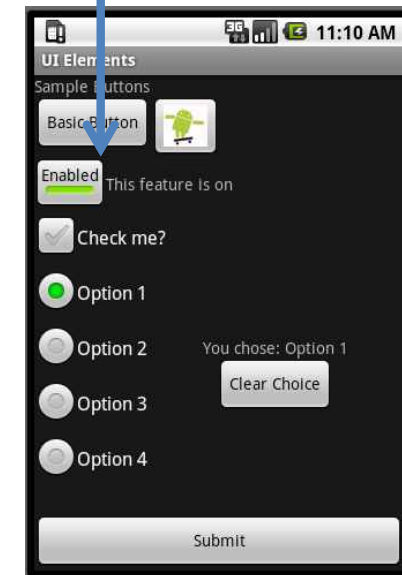 3G 11:10 AM
UI Elements
Sample Buttons
Basic Button
Enabled This feature is on
Check me?
Option 1
Option 2 You chose: Option 1
Clear Choice
Option 3
Option 4
Submit